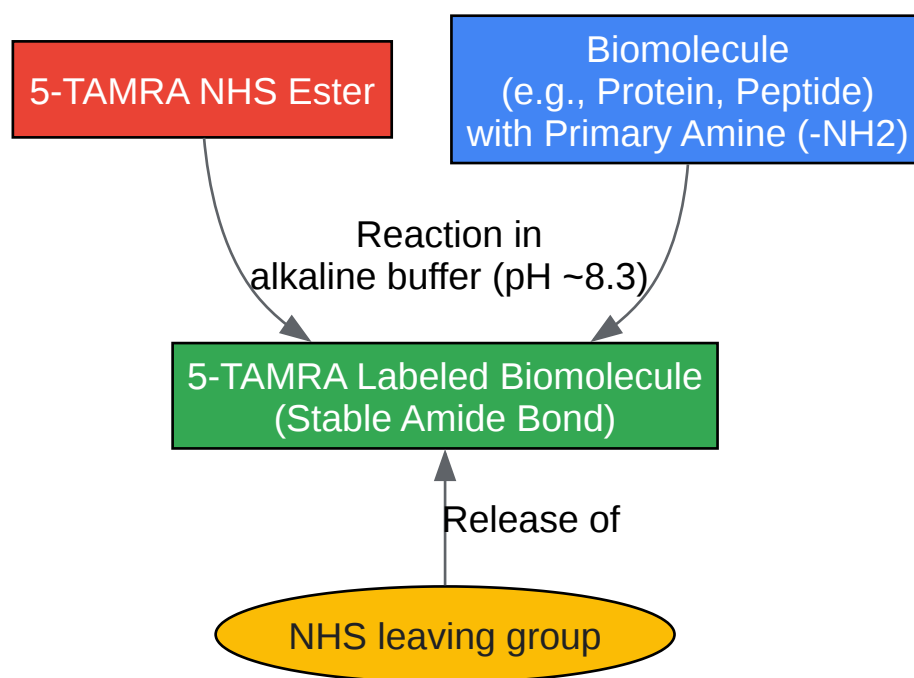 5-TAMRA NHS Ester
Biomolecule
(e.g., Protein, Peptide)
with Primary Amine (-NH2)
Reaction in
alkaline buffer (pH ~8.3)
5-TAMRA Labeled Biomolecule
(Stable Amide Bond)
Release of
NHS leaving group